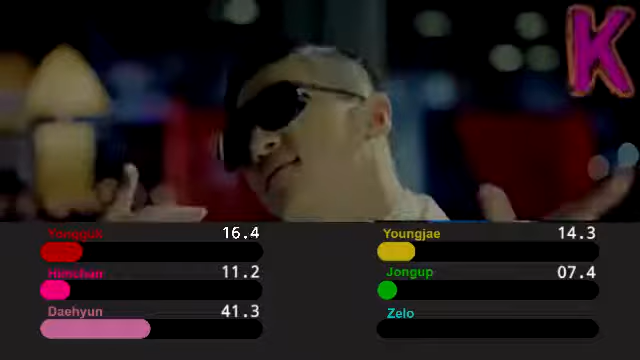 K
Yongguk 16.4
Youngjae 14.3
Himchan 11.2
Jongup 07.4
Daehyun 41.3
Zelo